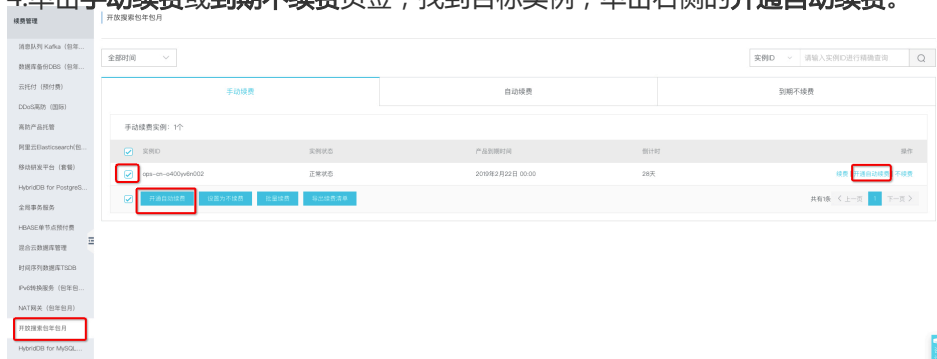 4.单击手动续费或到期不续费页签，找到目标实例，单击右侧的开通自动续费。
续费管理
消息队列 Kafka（包年...
数据库备份DBS（包年...
云托付（预付费）
DDoS高防（国际）
高防产品托管
阿里云Elasticsearch(包...
移动研发平台（套餐）
HybridDB for PostgreS...
全局事务服务
HBASE单节点预付费
混合云数据库管理
时间序列数据库TSDB
IPv6转换服务（包年包...
NAT网关（包年包月）
开放搜索包年包月
HybridDB for MySQL...
开放搜索包年包月
全部时间
实例ID
请输入实例ID进行精确查询
手动续费 自动续费 到期不续费
手动续费实例：1个
实例ID 实例状态 产品到期时间 倒计时 操作
ops-cn-o400yv6n002 正常状态 2019年2月22日 00:00 28天 续费 开通自动续费 不续费
开通自动续费 设置为不续费 批量续费 导出续费清单 共有1条 < 上一页 1 下一页 >